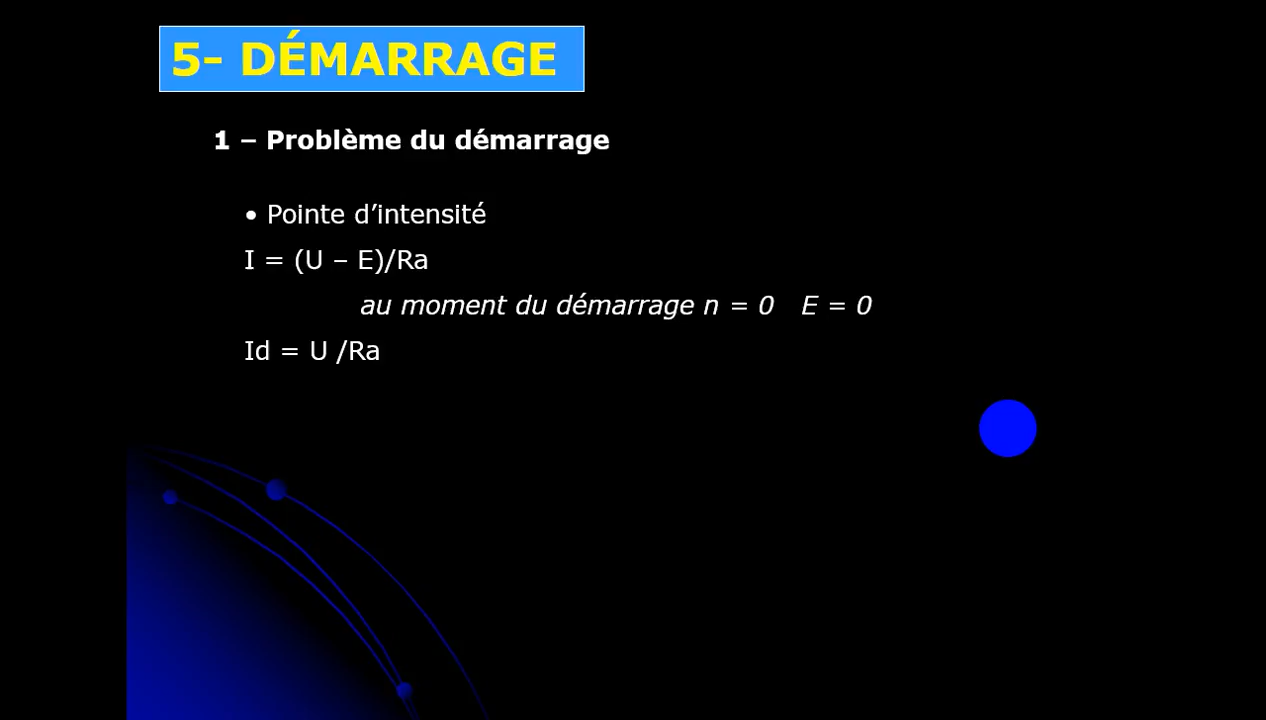 5- DÉMARRAGE
1 – Problème du démarrage
• Pointe d’intensité
I = (U – E)/Ra
au moment du démarrage n = 0 E = 0
Id = U /Ra